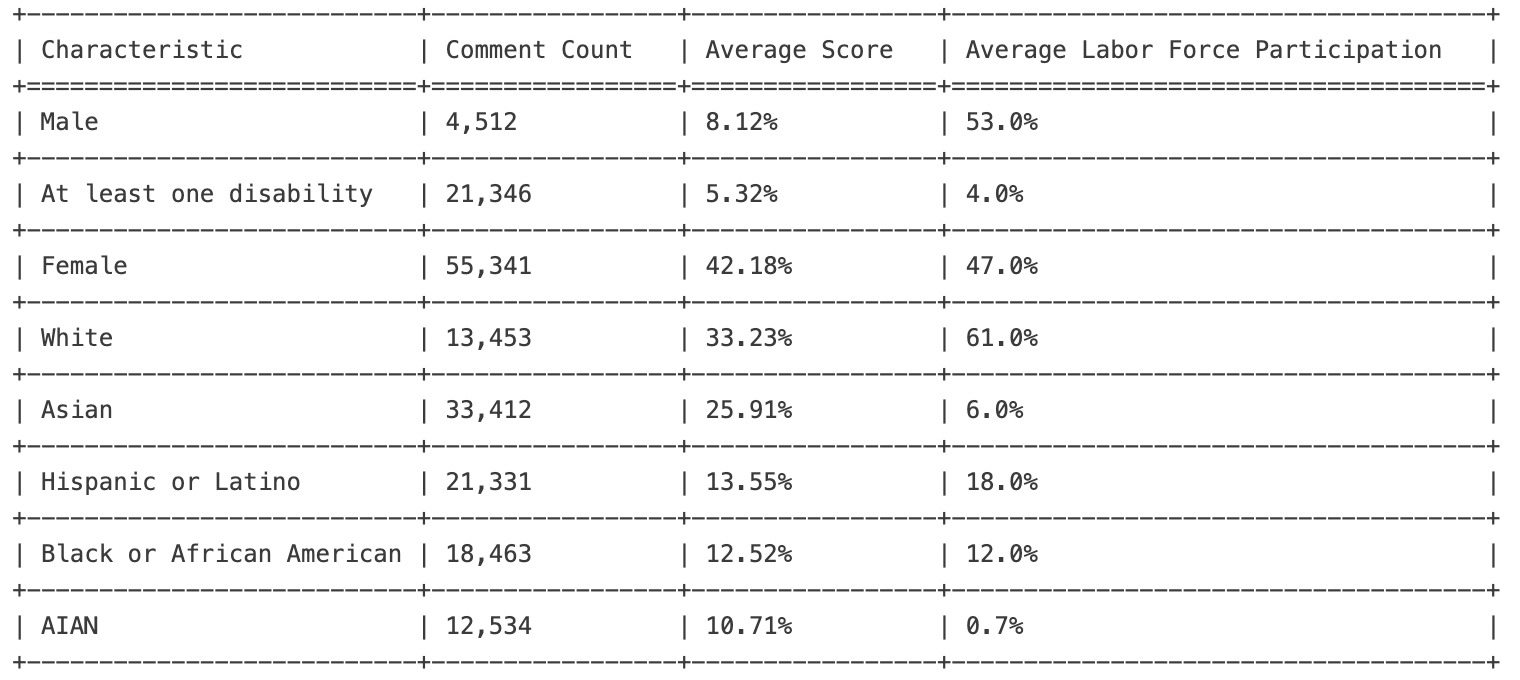 | Characteristic | Comment Count | Average Score | Average Labor Force Participation |
| Male | 4,512 | 8.12% | 53.0% |
| At least one disability | 21,346 | 5.32% | 4.0% |
| Female | 55,341 | 42.18% | 47.0% |
| White | 13,453 | 33.23% | 61.0% |
| Asian | 33,412 | 25.91% | 6.0% |
| Hispanic or Latino | 21,331 | 13.55% | 18.0% |
| Black or African American | 18,463 | 12.52% | 12.0% |
| AIAN | 12,534 | 10.71% | 0.7% |